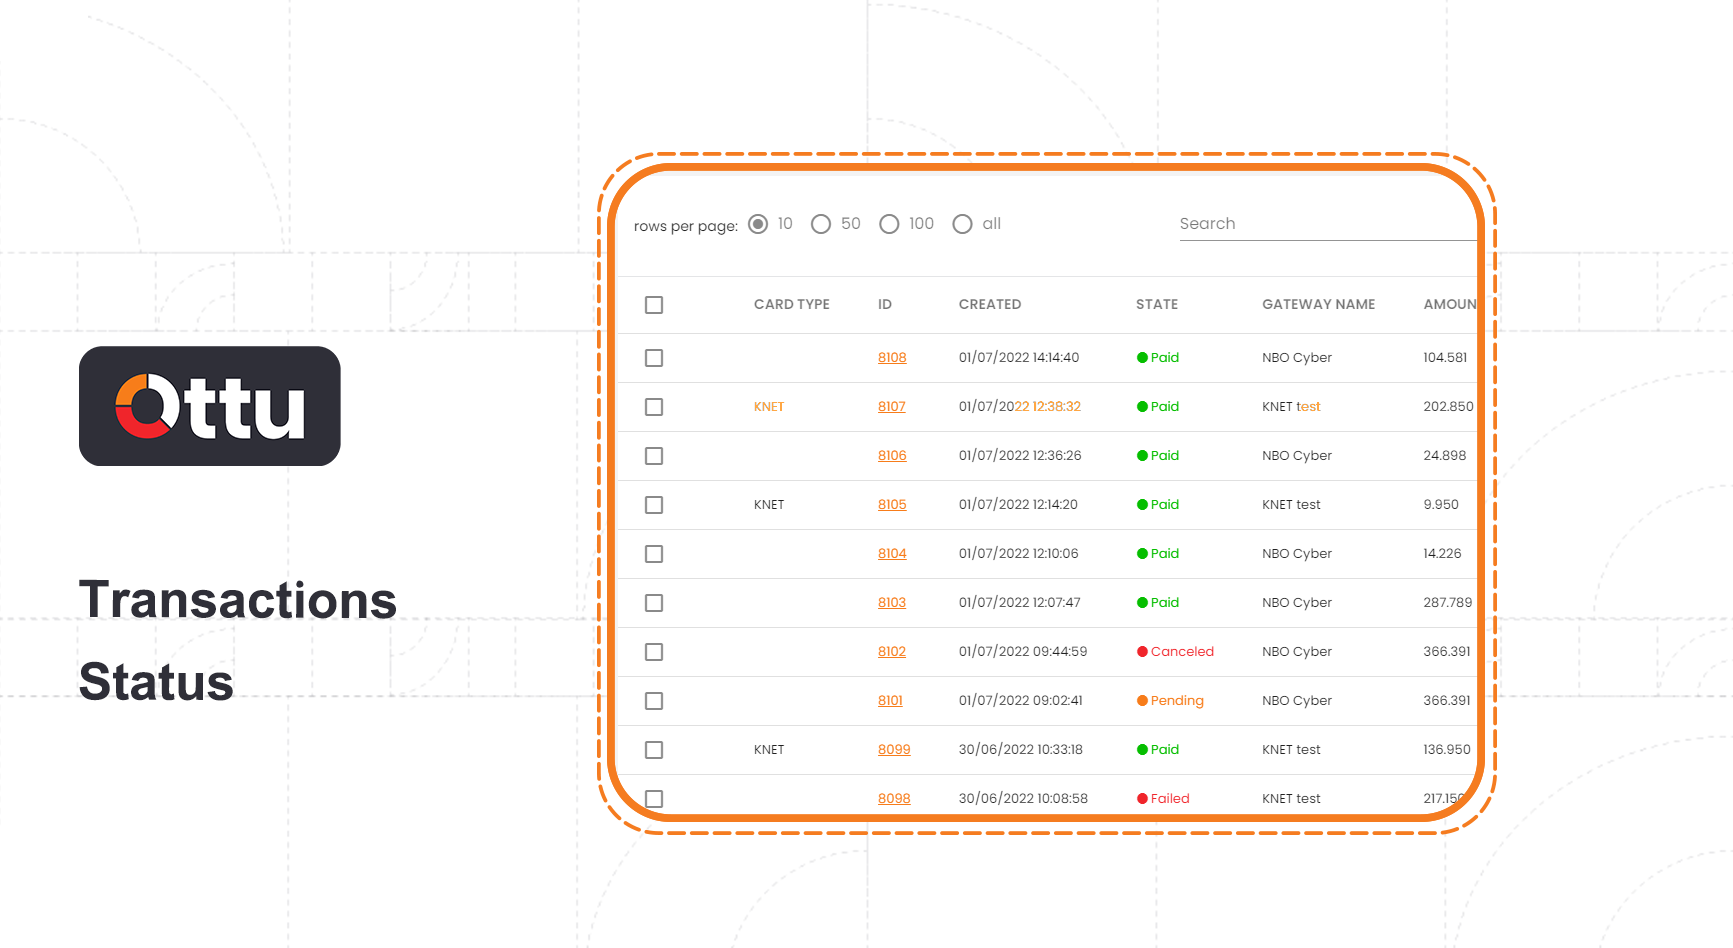 rows per page: 10 50 100 all Search
CARD TYPE ID CREATED STATE GATEWAY NAME AMOUN
8108 01/07/2022 14:14:40 Paid NBO Cyber 104.581
KNET 8107 01/07/2022 12:38:32 Paid KNET test 202.850
8106 01/07/2022 12:36:26 Paid NBO Cyber 24.898
KNET 8105 01/07/2022 12:14:20 Paid KNET test 9.950
8104 01/07/2022 12:10:06 Paid NBO Cyber 14.226
8103 01/07/2022 12:07:47 Paid NBO Cyber 287.789
8102 01/07/2022 09:44:59 Canceled NBO Cyber 366.391
8101 01/07/2022 09:02:41 Pending NBO Cyber 366.391
KNET 8099 30/06/2022 10:33:18 Paid KNET test 136.950
8098 30/06/2022 10:08:58 Failed KNET test 217.150
Ottu
Transactions
Status